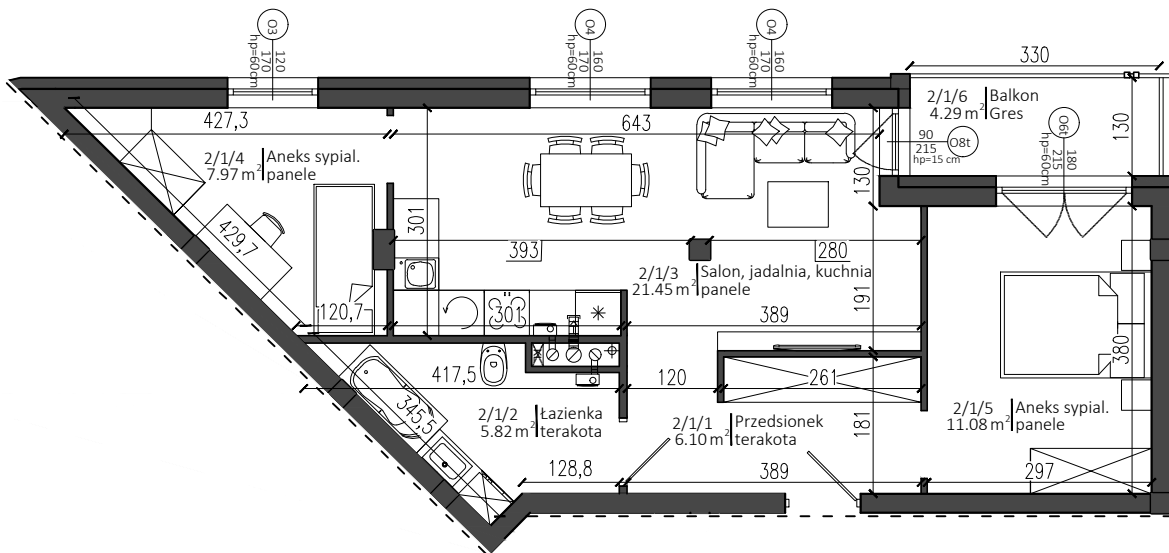 O3
120
170
hp=60cm
O4
160
170
hp=60cm
O4
160
170
hp=60cm
330
2/1/6 Balkon
4.29 m² Gres
130
O6t
180
215
hp=60cm
90
215
hp=15 cm
O8t
427,3
643
2/1/4 Aneks sypial.
7.97 m² panele
130
301
429,7
393
280
2/1/3 Salon, jadalnia, kuchnia
21.45 m² panele
191
120,7
301
389
380
417,5
120
261
345,5
2/1/2 Łazienka
5.82 m² terakota
2/1/1 Przedsionek
6.10 m² terakota
181
2/1/5 Aneks sypial.
11.08 m² panele
128,8
389
297